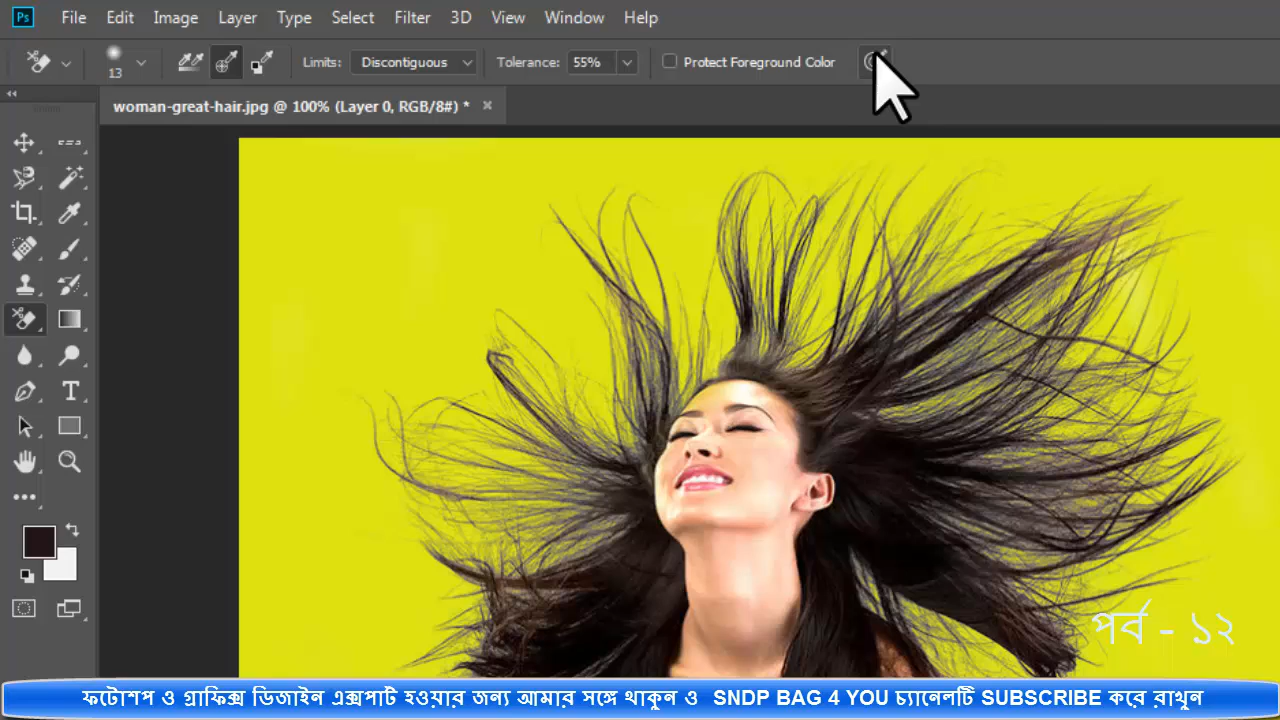 Ps File Edit Image Layer Type Select Filter 3D View Window Help
13 Limits: Discontiguous Tolerance: 55% Protect Foreground Color
woman-great-hair.jpg @ 100% (Layer 0, RGB/8#) *
পর্ব - ১২
ফটোশপ ও গ্রাফিক্স ডিজাইন এক্সপার্ট হওয়ার জন্য আমার সঙ্গে থাকুন ও SNDP BAG 4 YOU চ্যানেলটি SUBSCRIBE করে রাখুন